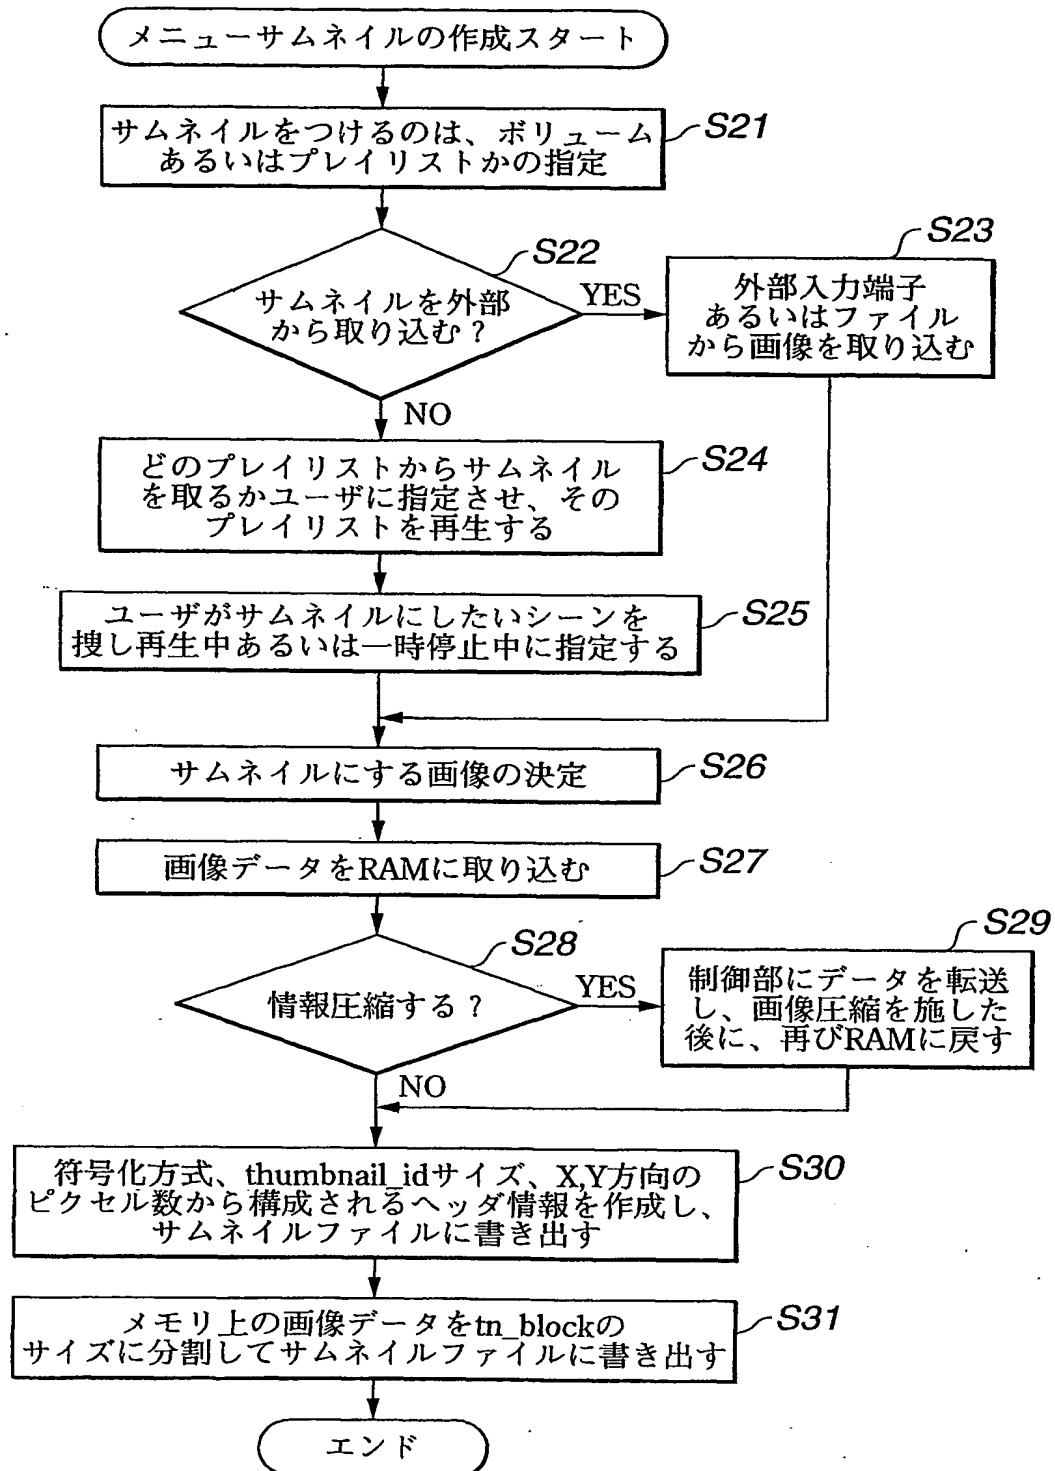 メニューサムネイルの作成スタート
サムネイルをつけるのは、ボリューム
あるいはプレイリストかの指定
S21
サムネイルを外部
から取り込む?
S22
YES
NO
外部入力端子
あるいはファイル
から画像を取り込む
S23
どのプレイリストからサムネイル
を取るかユーザに指定させ、その
プレイリストを再生する
S24
ユーザがサムネイルにしたいシーンを
捜し再生中あるいは一時停止中に指定する
S25
サムネイルにする画像の決定
S26
画像データをRAMに取り込む
S27
情報圧縮する?
S28
YES
NO
制御部にデータを転送
し、画像圧縮を施した
後に、再びRAMに戻す
S29
符号化方式、thumbnail_idサイズ、X,Y方向の
ピクセル数から構成されるヘッダ情報を作成し、
サムネイルファイルに書き出す
S30
メモリ上の画像データをtn_blockの
サイズに分割してサムネイルファイルに書き出す
S31
エンド